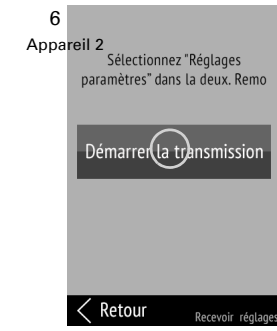 6
Appareil 2
Sélectionnez "Réglages
paramètres” dans la deux. Remo
Démarrer la transmission
Retour
Recevoir réglages